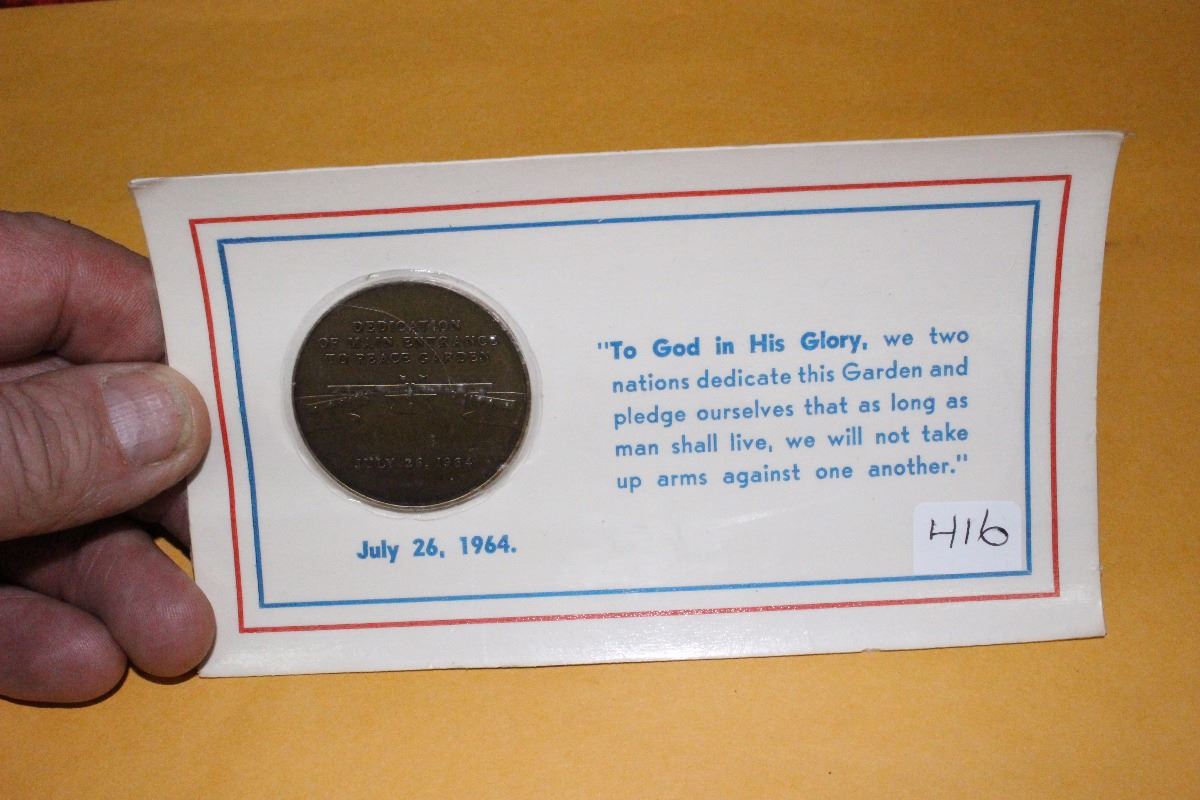 DEDICATION
OF MAIN ENTRANCE
TO PEACE GARDEN
JULY 26, 1964
July 26, 1964.
"To God in His Glory, we two
nations dedicate this Garden and
pledge ourselves that as long as
man shall live, we will not take
up arms against one another."
416